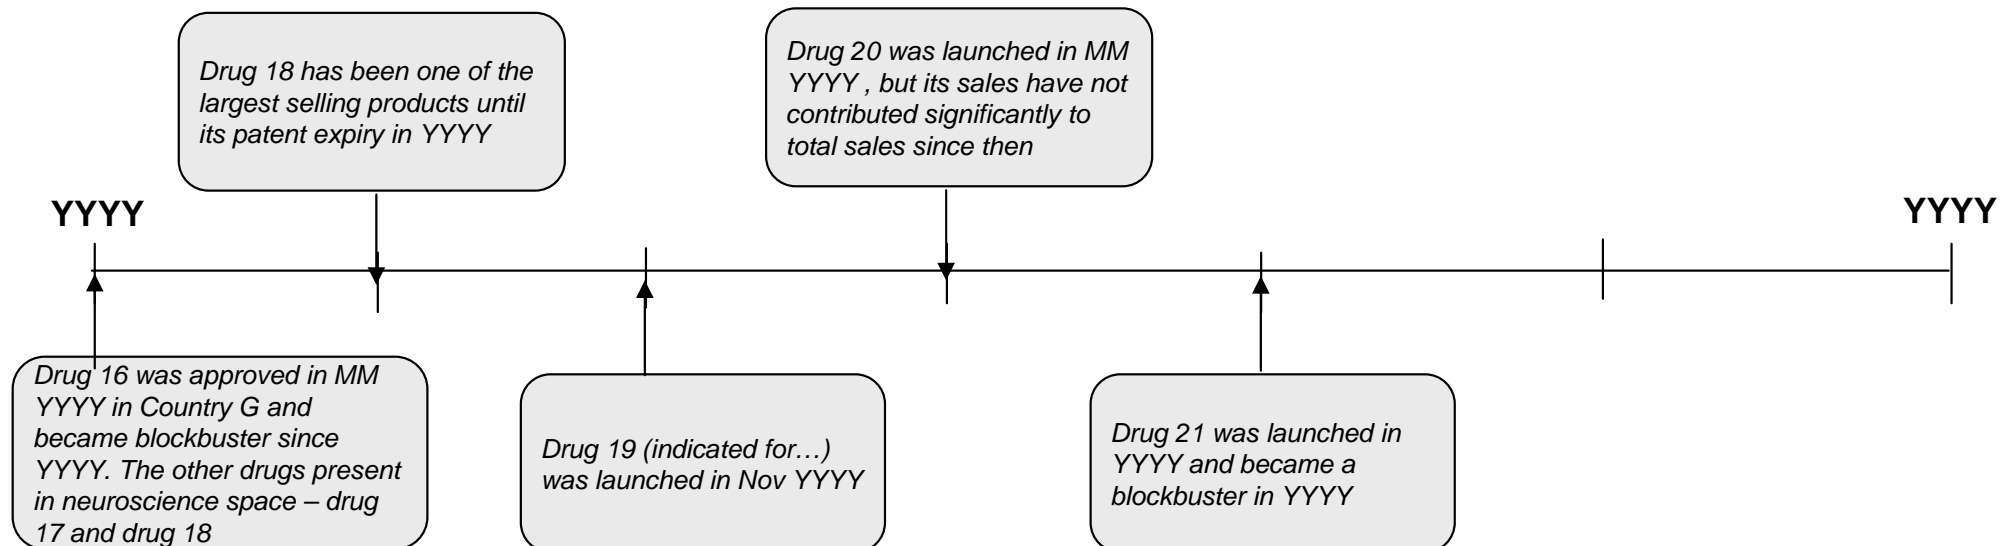 Drug 18 has been one of the
largest selling products until
its patent expiry in YYYY
Drug 20 was launched in MM
YYYY , but its sales have not
contributed significantly to
total sales since then
YYYY
YYYY
Drug 16 was approved in MM
YYYY in Country G and
became blockbuster since
YYYY. The other drugs present
in neuroscience space – drug
17 and drug 18
Drug 19 (indicated for…)
was launched in Nov YYYY
Drug 21 was launched in
YYYY and became a
blockbuster in YYYY